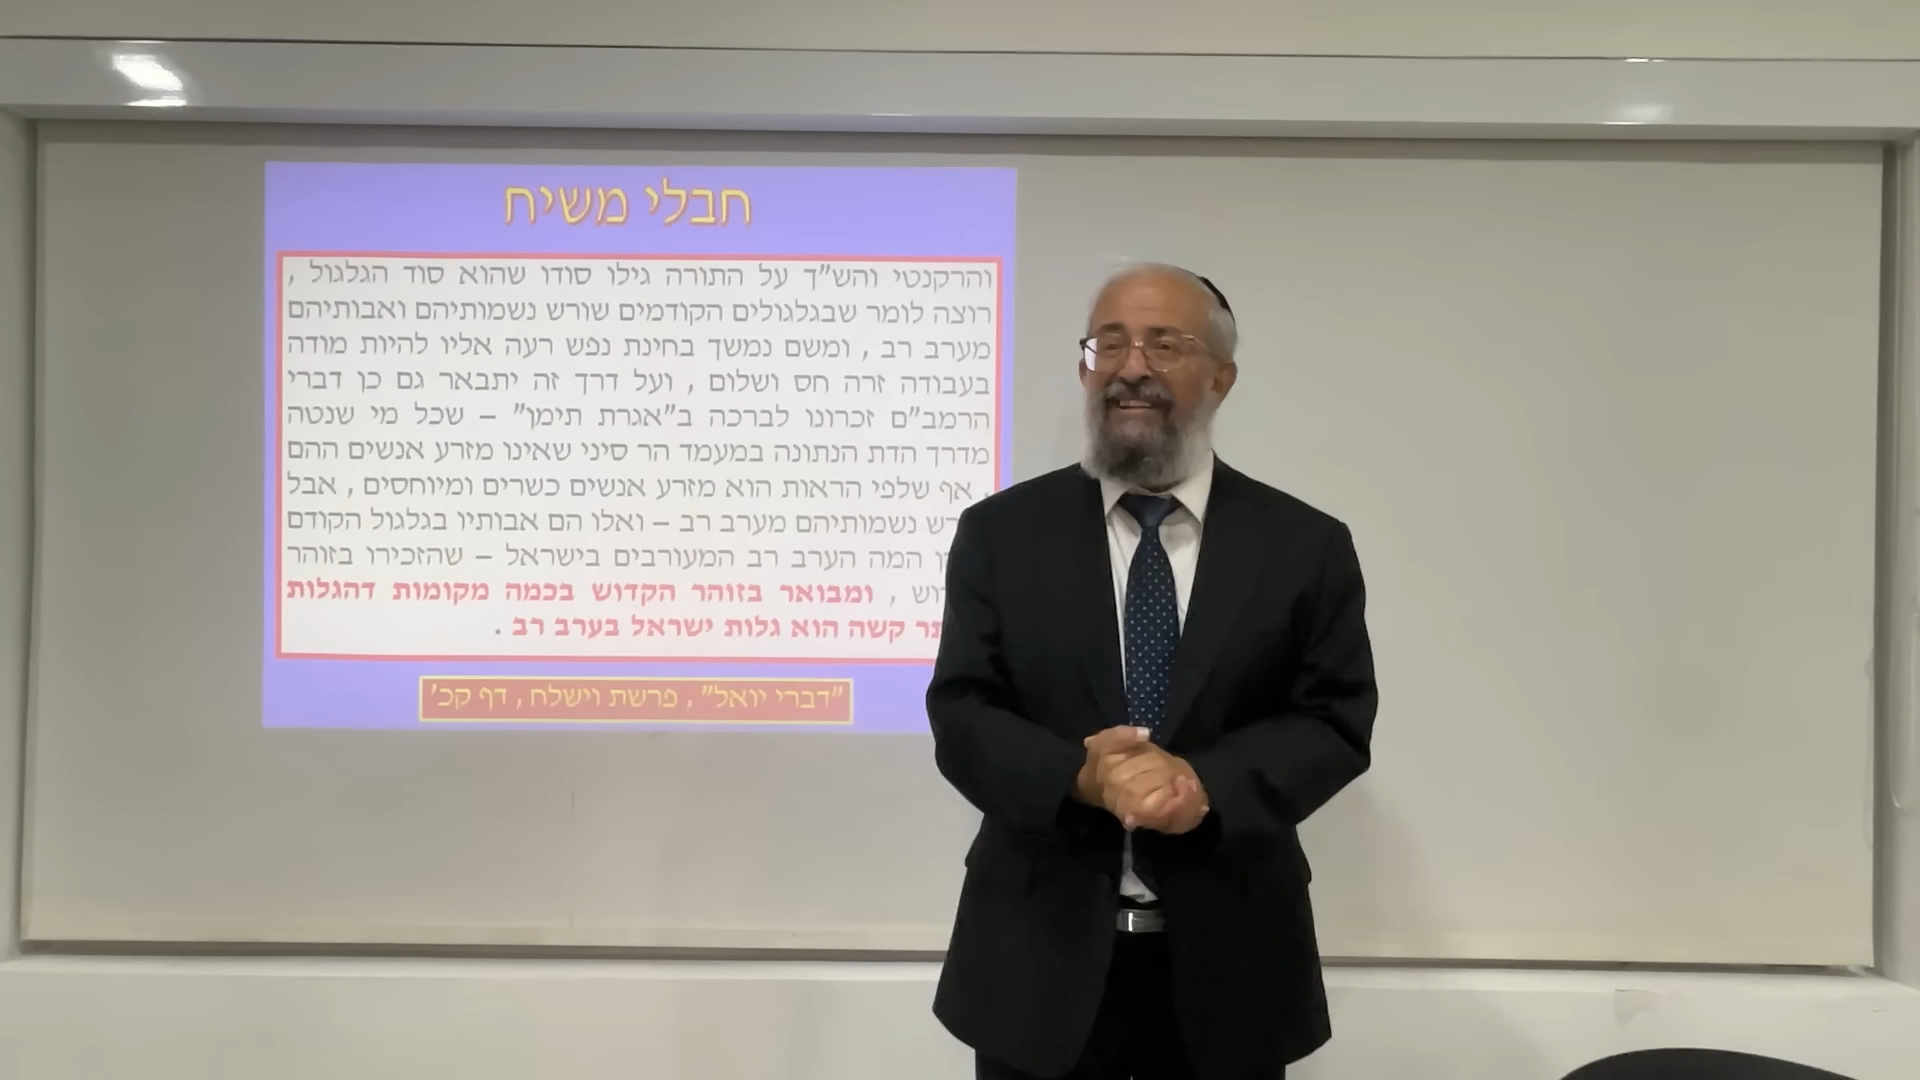 חבלי משיח
והרקנטי והש"ך על התורה גילו סודו שהוא סוד הגלגול ,
רוצה לומר שבגלגולים הקודמים שורש נשמותיהם ואבותיהם
מערב רב , ומשם נמשך בחינת נפש רעה אליו להיות מודה
בעבודה זרה חס ושלום , ועל דרך זה יתבאר גם כן דברי
הרמב"ם זכרונו לברכה ב"אגרת תימן" – שכל מי שנטה
מדרך הדת הנתונה במעמד הר סיני שאינו מזרע אנשים ההם
, אף שלפי הראות הוא מזרע אנשים כשרים ומיוחסים , אבל
נשמותיהם מערב רב – ואלו הם אבותיו בגלגול הקודם
המה הערב רב המעורבים בישראל – שהזכירו בזוהר
, ומבואר בזוהר הקדוש בכמה מקומות דהגלות
קשה הוא גלות ישראל בערב רב .
"דברי יואל" , פרשת וישלח , דף קכ'